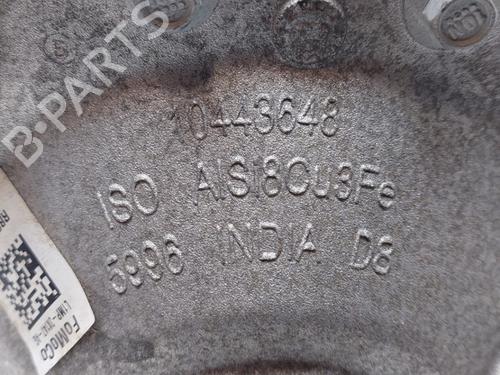 10443648
ISO AlSi8Cu3Fe
5996 INDIA D8
FoMoCo
B-PARTS